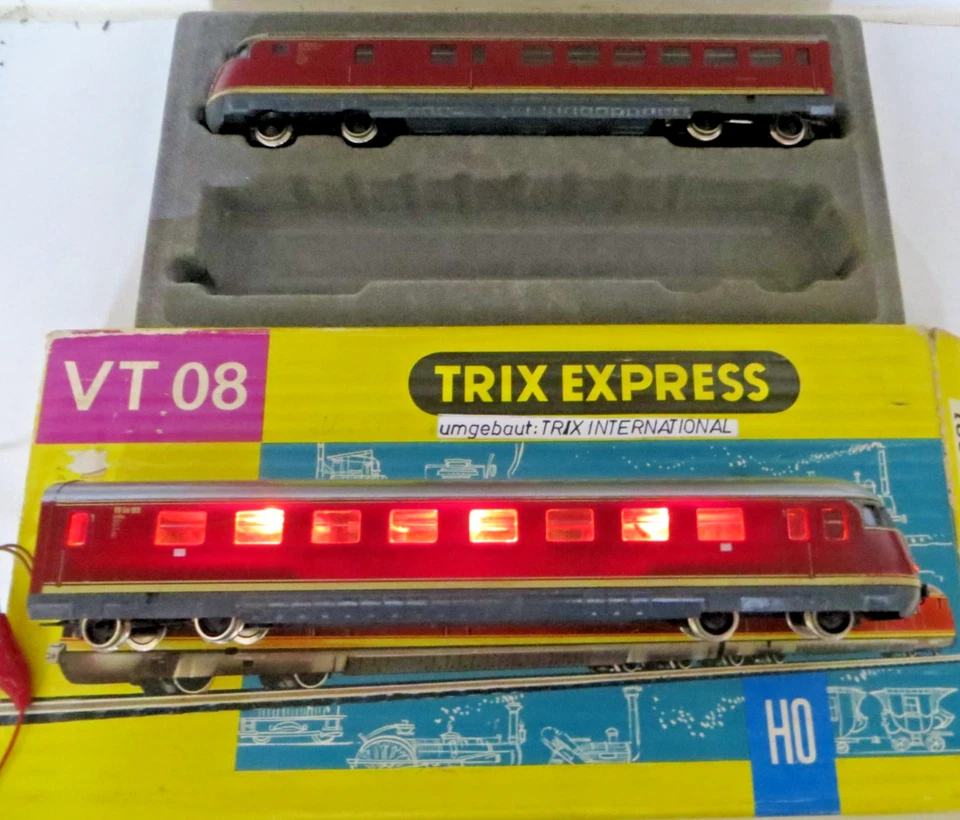 VT 08
TRIX EXPRESS
umgebaut: TRIX INTERNATIONAL
HO